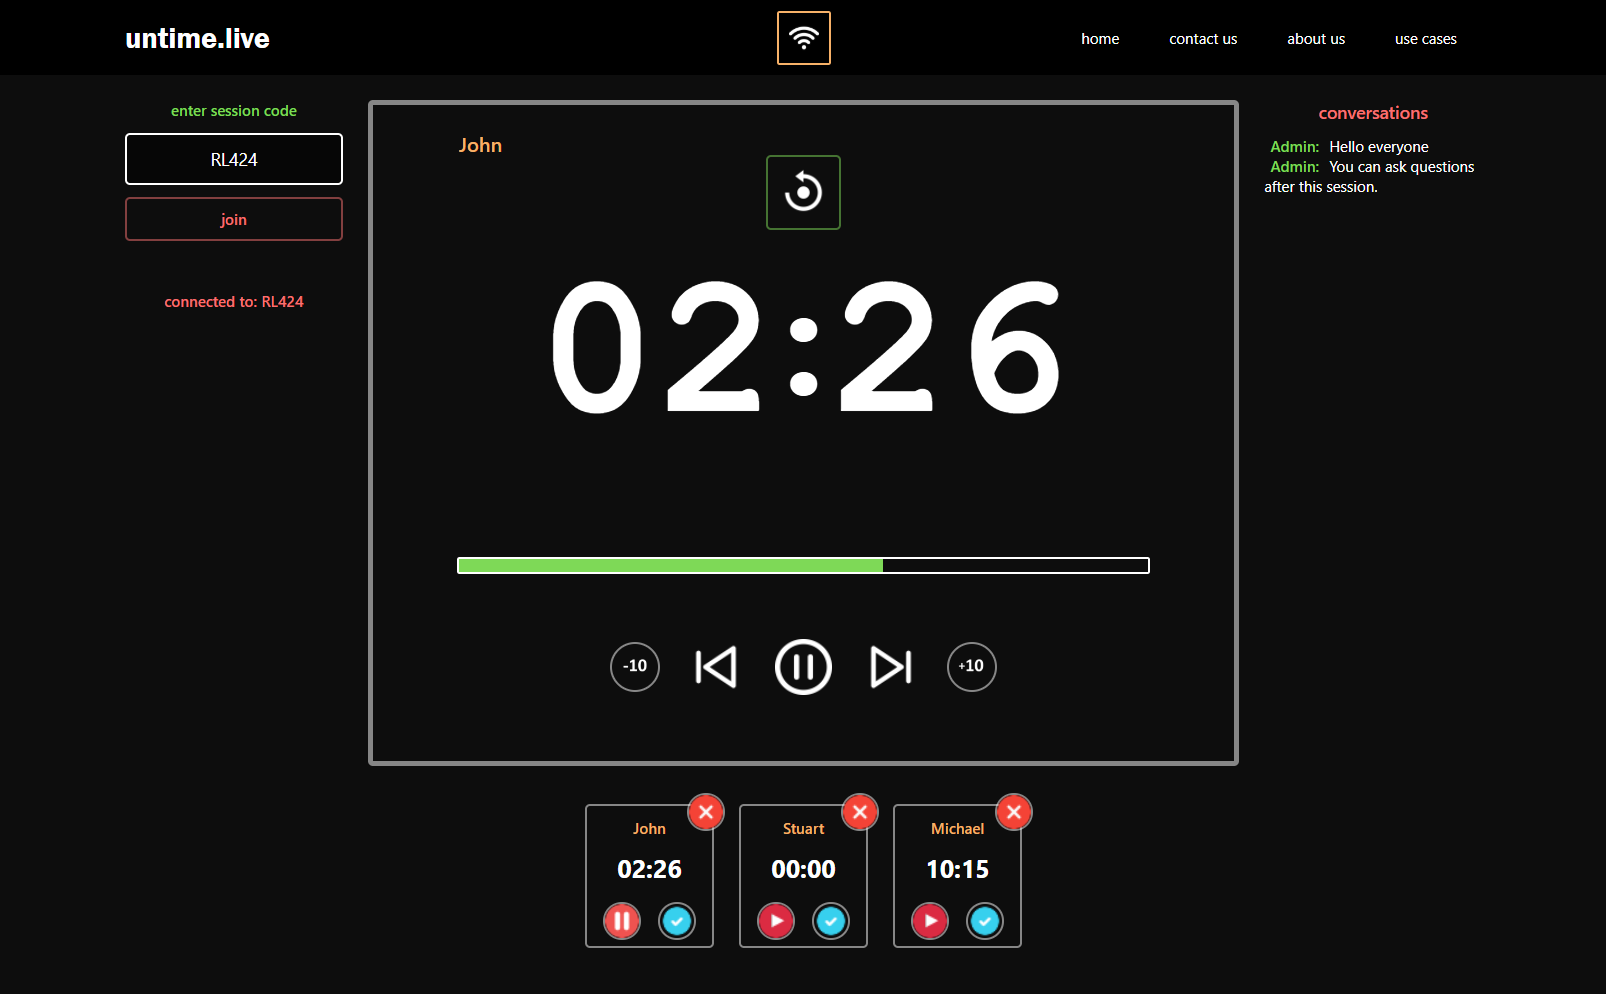 untime.live
home contact us about us use cases
enter session code
RL424
join
connected to: RL424
John
02:26
-10 +10
conversations
Admin: Hello everyone
Admin: You can ask questions
after this session.
John
02:26
Stuart
00:00
Michael
10:15